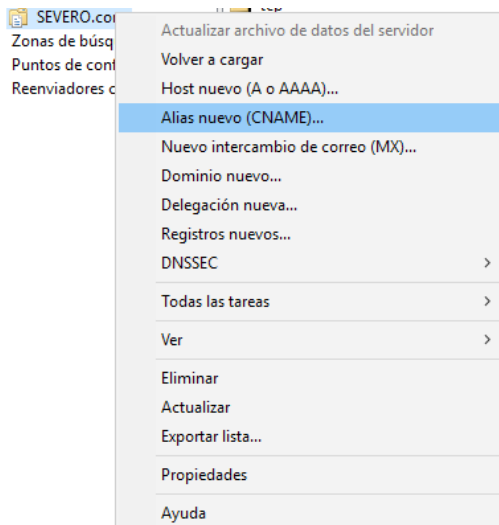 SEVERO.co
Zonas de búsq
Puntos de conf
Reenviadores c
Actualizar archivo de datos del servidor
Volver a cargar
Host nuevo (A o AAAA)...
Alias nuevo (CNAME)...
Nuevo intercambio de correo (MX)...
Dominio nuevo...
Delegación nueva...
Registros nuevos...
DNSSEC
Todas las tareas
Ver
Eliminar
Actualizar
Exportar lista...
Propiedades
Ayuda